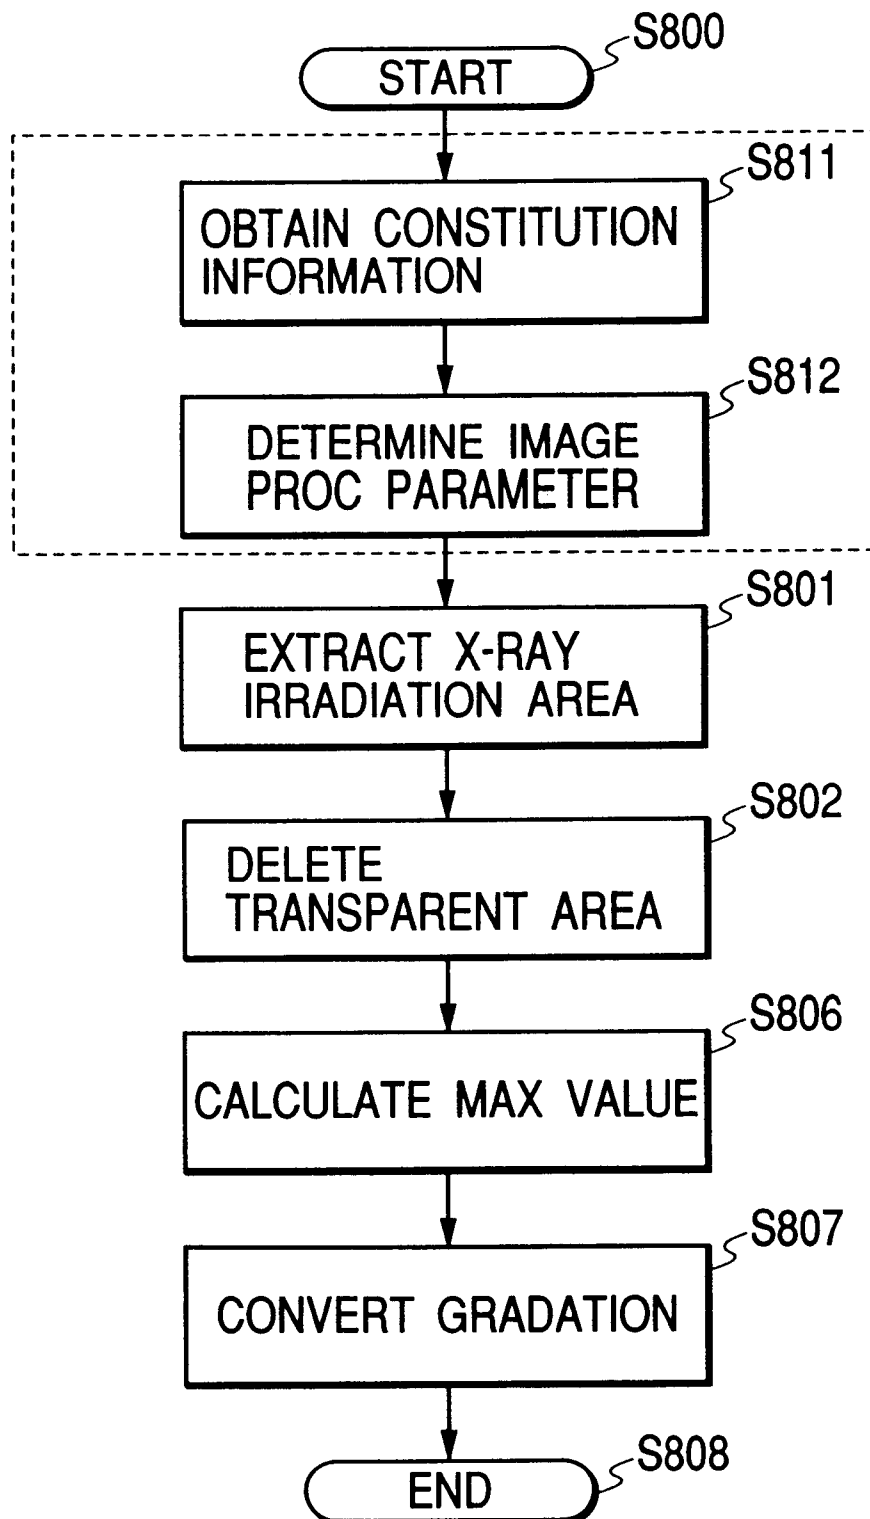 S800
START
S811
OBTAIN CONSTITUTION
INFORMATION
S812
DETERMINE IMAGE
PROC PARAMETER
S801
EXTRACT X-RAY
IRRADIATION AREA
S802
DELETE
TRANSPARENT AREA
S806
CALCULATE MAX VALUE
S807
CONVERT GRADATION
S808
END